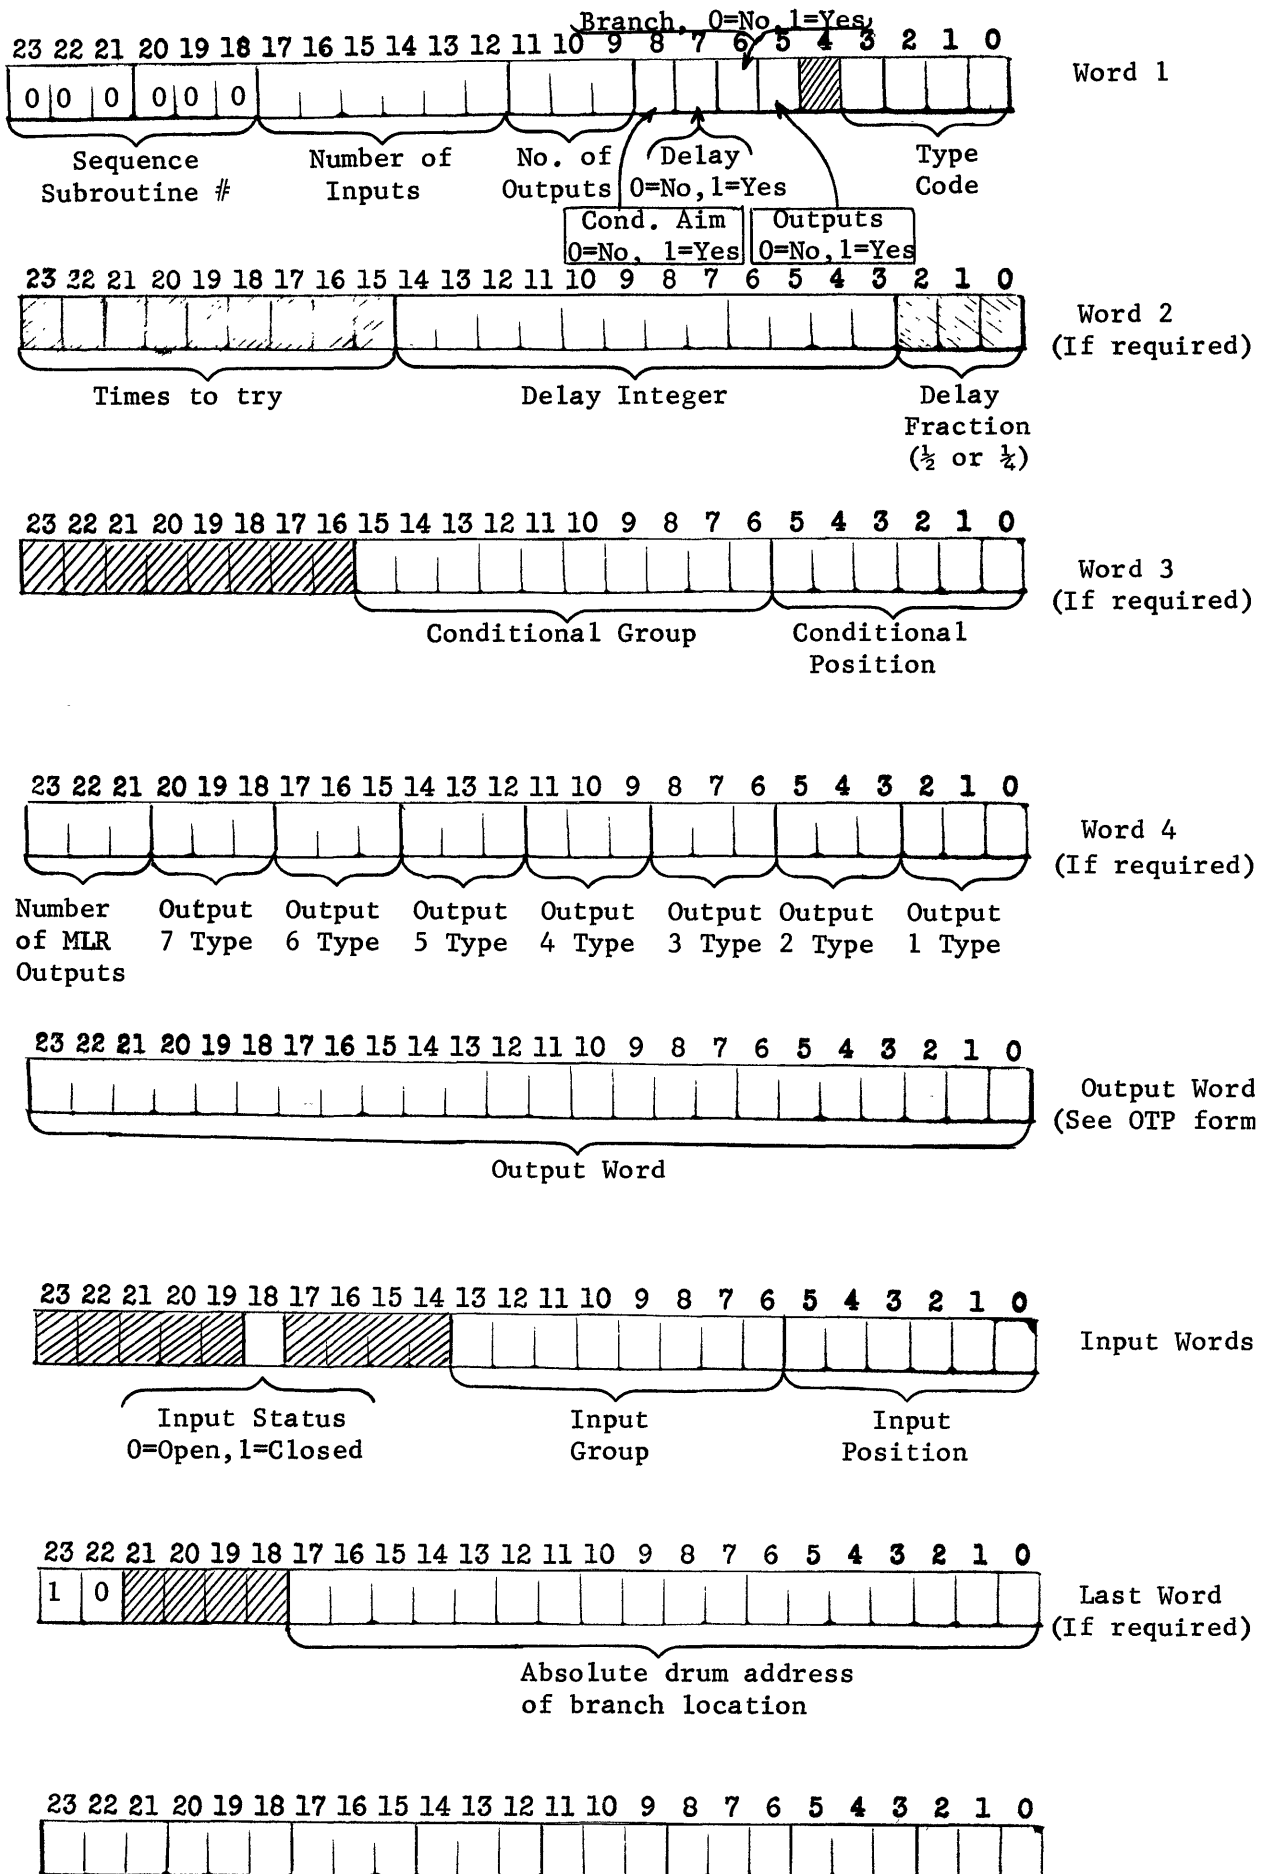 Branch, 0=No,1=Yes
23 22 21 20 19 18 17 16 15 14 13 12 11 10 9 8 7 6 5 4 3 2 1 0
Word 1
0 0 0 0 0 0
Sequence Subroutine #
Number of Inputs
No. of Outputs
Delay
0=No,1=Yes
Type Code
Cond. Aim
0=No, 1=Yes
Outputs
0=No,1=Yes
23 22 21 20 19 18 17 16 15 14 13 12 11 10 9 8 7 6 5 4 3 2 1 0
Word 2
(If required)
Times to try
Delay Integer
Delay
Fraction
(½ or ¼)
23 22 21 20 19 18 17 16 15 14 13 12 11 10 9 8 7 6 5 4 3 2 1 0
Word 3
(If required)
Conditional Group
Conditional
Position
23 22 21 20 19 18 17 16 15 14 13 12 11 10 9 8 7 6 5 4 3 2 1 0
Word 4
(If required)
Number
of MLR
Outputs
Output
7 Type
Output
6 Type
Output
5 Type
Output
4 Type
Output
3 Type
Output
2 Type
Output
1 Type
23 22 21 20 19 18 17 16 15 14 13 12 11 10 9 8 7 6 5 4 3 2 1 0
Output Word
(See OTP form
Output Word
23 22 21 20 19 18 17 16 15 14 13 12 11 10 9 8 7 6 5 4 3 2 1 0
Input Words
Input Status
0=Open,1=Closed
Input
Group
Input
Position
23 22 21 20 19 18 17 16 15 14 13 12 11 10 9 8 7 6 5 4 3 2 1 0
1 0
Last Word
(If required)
Absolute drum address
of branch location
23 22 21 20 19 18 17 16 15 14 13 12 11 10 9 8 7 6 5 4 3 2 1 0